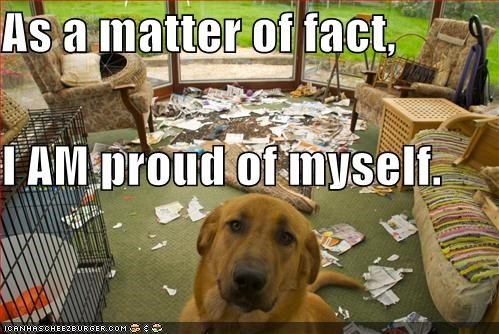 As a matter of fact,
I AM proud of myself.
ICANHASCHEEZBURGER.COM